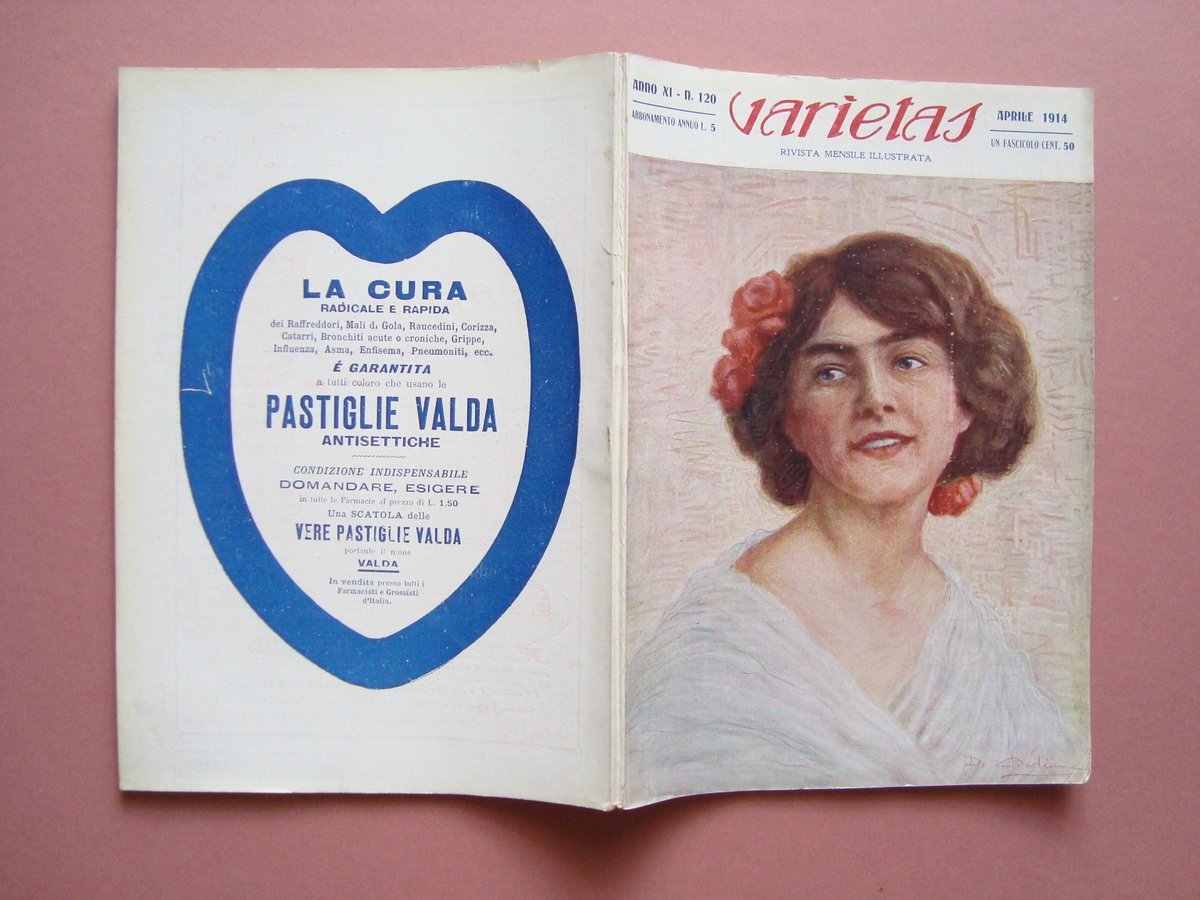 LA CURA
RADICALE E RAPIDA
dei Raffreddori, Mali di Gola, Raucedini, Corizza,
Catarri, Bronchiti acute o croniche, Grippe,
Influenza, Asma, Enfisema, Pneumoniti, ecc.
É GARANTITA
a tutti coloro che usano le
PASTIGLIE VALDA
ANTISETTICHE
CONDIZIONE INDISPENSABILE
DOMANDARE, ESIGERE
in tutte le Farmacie al prezzo di L. 1,50
Una SCATOLA delle
VERE PASTIGLIE VALDA
portante il nome
VALDA
In vendita presso tutti i
Farmacisti e Grossisti
d'Italia.
ANNO XI - N. 120
ABBONAMENTO ANNUO L. 5
varietas
RIVISTA MENSILE ILLUSTRATA
APRILE 1914
UN FASCICOLO CENT. 50